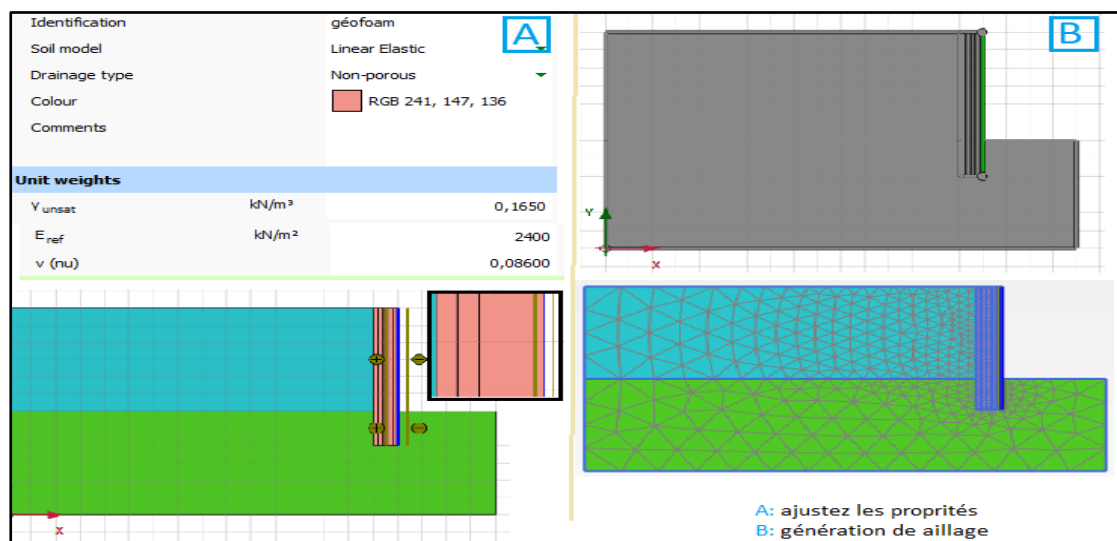 Identification géofoam
A
Soil model Linear Elastic
Drainage type Non-porous
Colour RGB 241, 147, 136
Comments
Unit weights
γ unsat kN/m³ 0,1650
E ref kN/m² 2400
ν (nu) 0,08600
x
B
Y
x
A: ajustez les proprités
B: génération de aillage